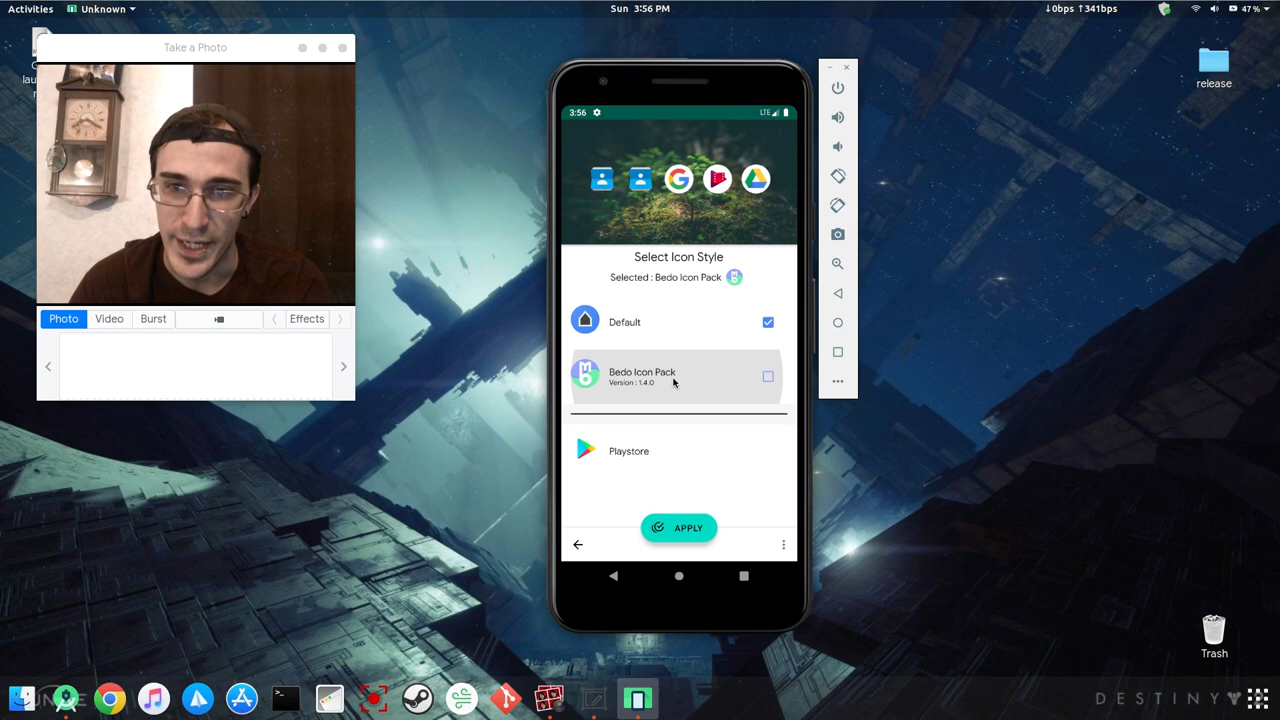 Activities
Unknown
Sun 3:56 PM
↓0bps ↑341bps
47%
Take a Photo
release
3:56
LTE
Select Icon Style
Selected : Bedo Icon Pack
Photo
Video
Burst
Effects
Default
Bedo Icon Pack
Version : 1.4.0
Playstore
APPLY
Trash
DESTINY